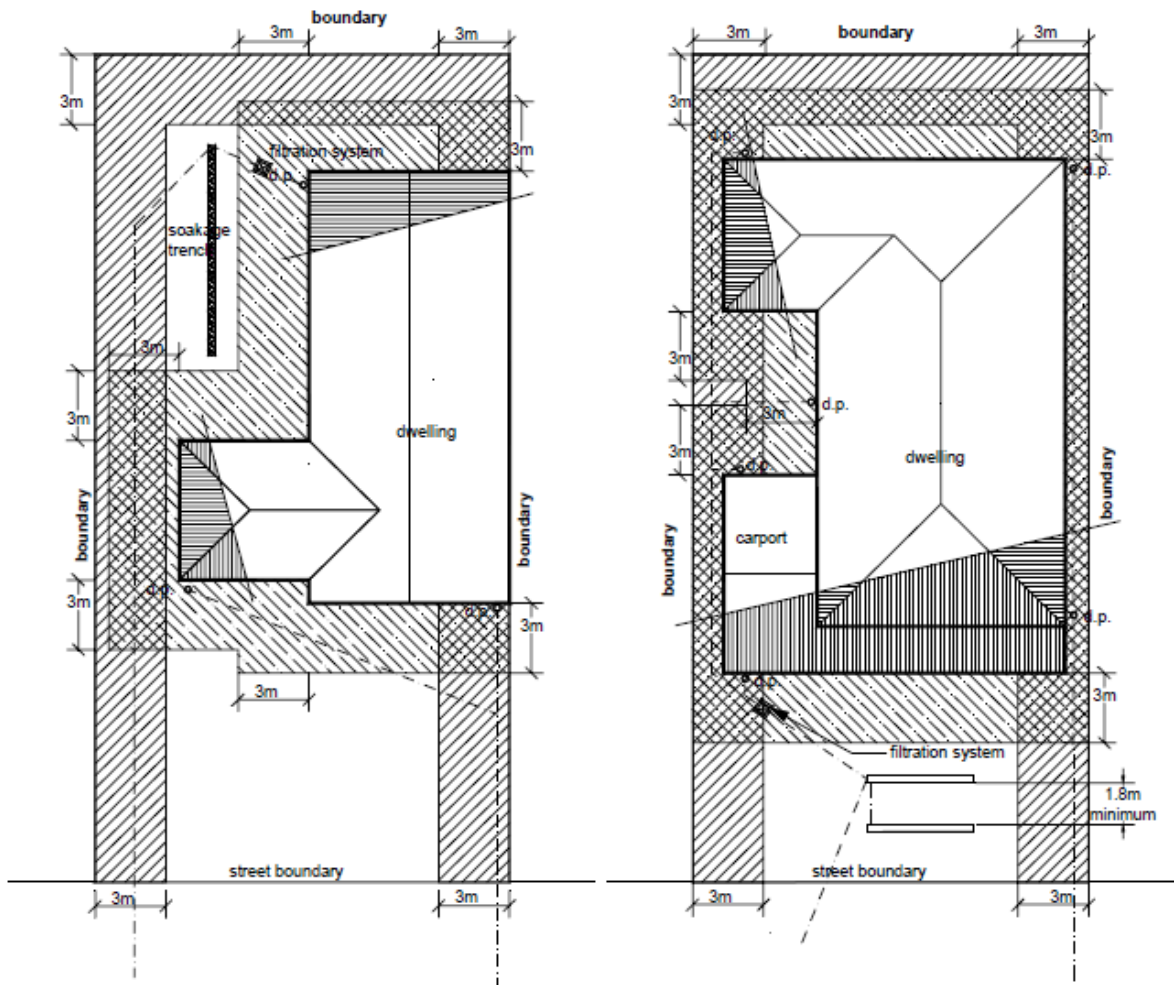 boundary
3m
3m
3m
3m
filtration system
d.p.
soakage
trench
3m
3m
dwelling
boundary
boundary
3m
d.p.
d.p.
3m
3m
street boundary
3m
3m
boundary
3m
3m
3m
3m
d.p.
d.p.
3m
3m
d.p.
3m
d.p.
dwelling
boundary
boundary
carport
d.p.
d.p.
3m
filtration system
1.8m
minimum
street boundary
3m
3m